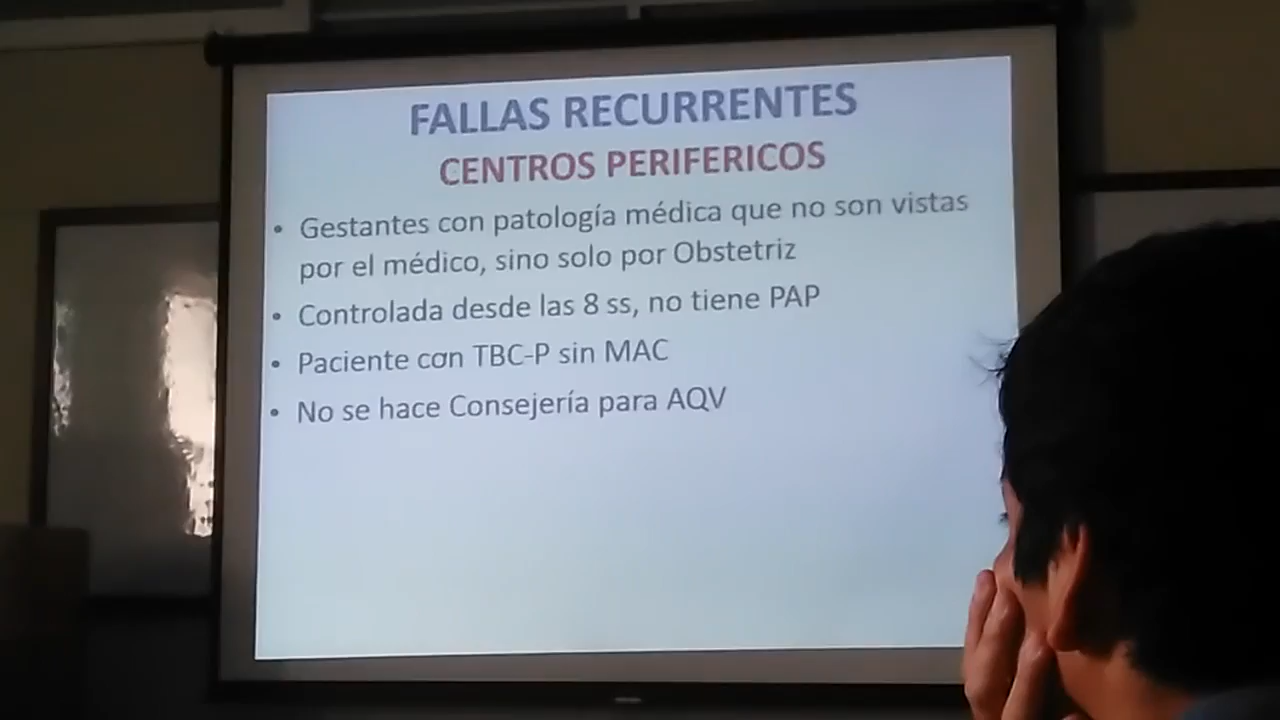 FALLAS RECURRENTES
CENTROS PERIFERICOS
• Gestantes con patología médica que no son vistas
por el médico, sino solo por Obstetriz
• Controlada desde las 8 ss, no tiene PAP
• Paciente con TBC-P sin MAC
• No se hace Consejería para AQV